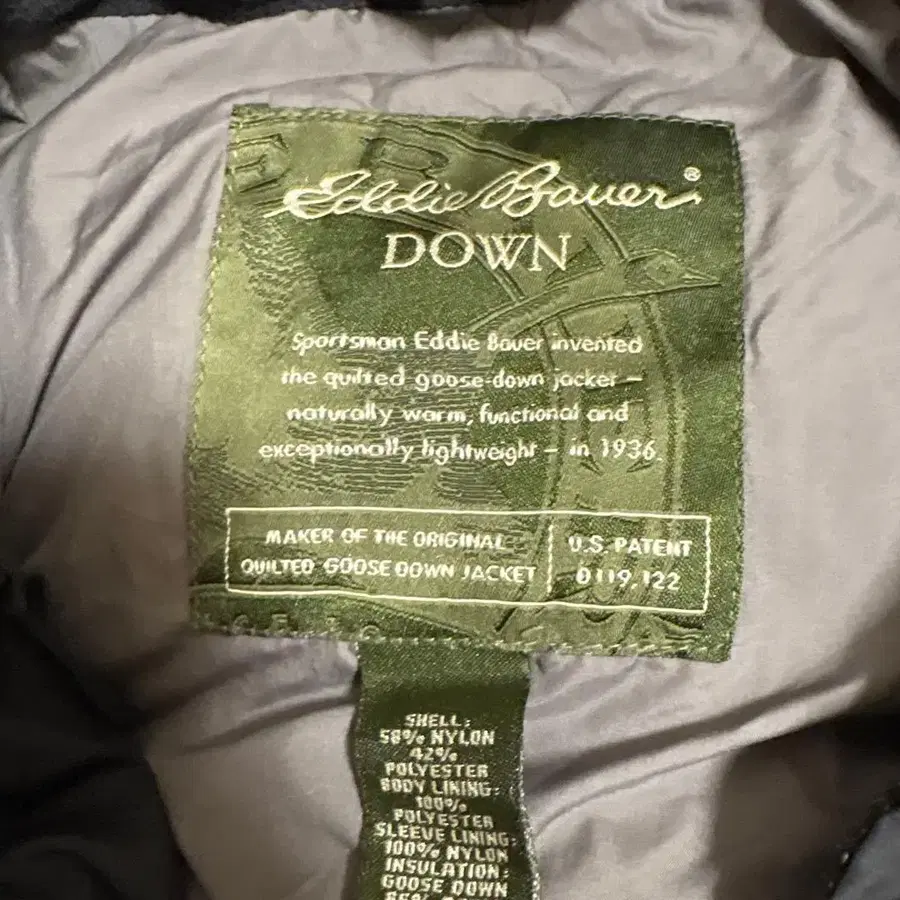 Eddie Bauer®
DOWN
Sportsman Eddie Bauer invented
the quilted goose-down jacket –
naturally warm, functional and
exceptionally lightweight – in 1936.
MAKER OF THE ORIGINAL
QUILTED GOOSE DOWN JACKET
U.S. PATENT
D119,122
SHELL:
58% NYLON
42%
POLYESTER
BODY LINING:
100%
POLYESTER
SLEEVE LINING:
100% NYLON
INSULATION:
GOOSE DOWN